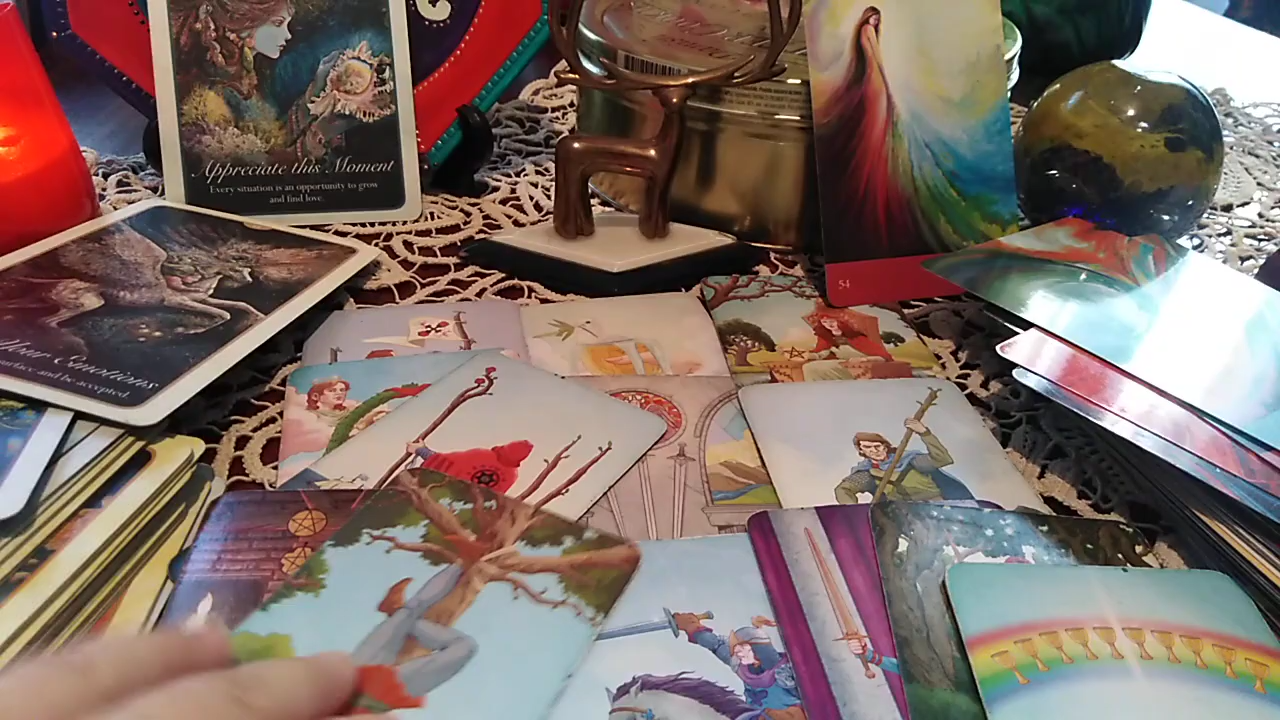 Appreciate this Moment
Every situation is an opportunity to grow
and find love.
Your Emotions
surface and be accepted.
54